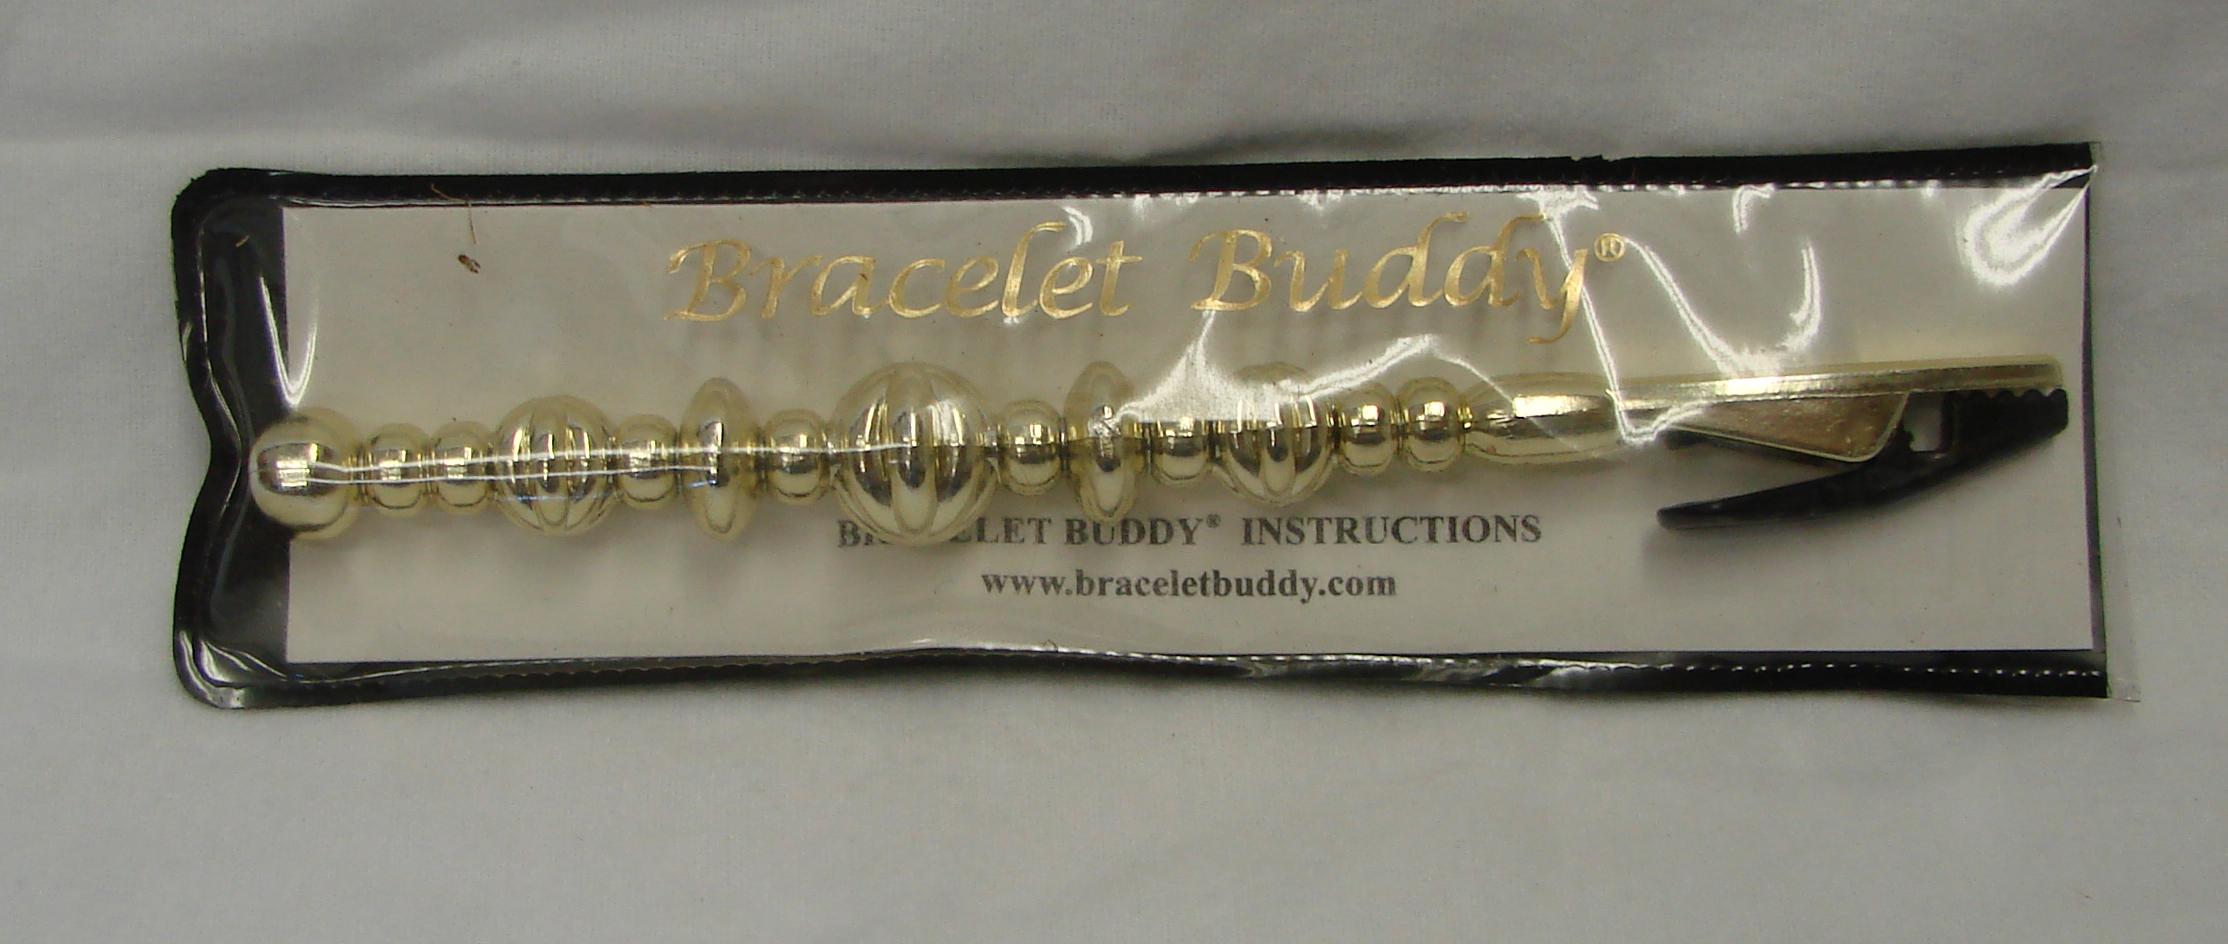 Bracelet Buddy®
BUDDY® INSTRUCTIONS
www.braceletbuddy.com